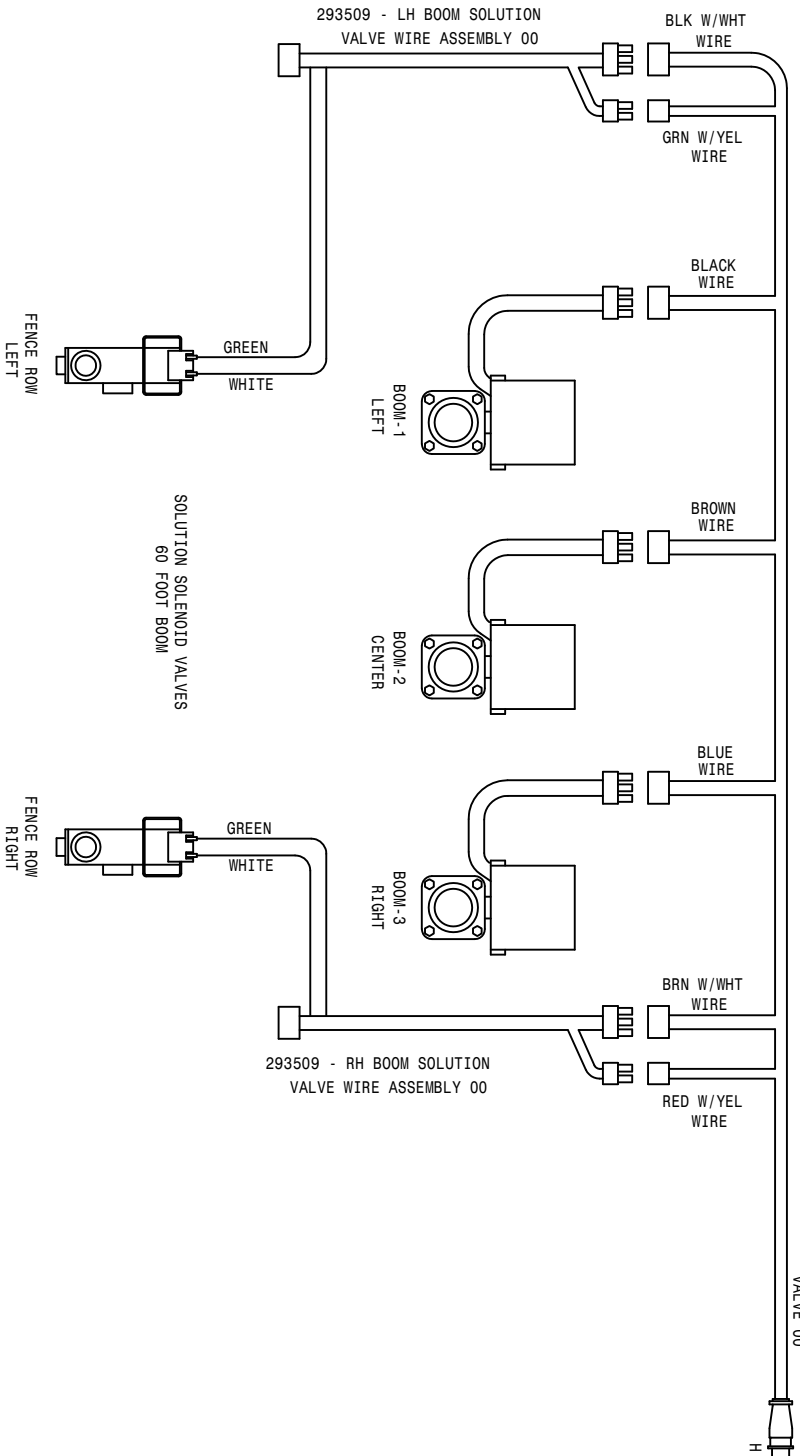 293509 - LH BOOM SOLUTION
VALVE WIRE ASSEMBLY 00
BLK W/WHT
WIRE
GRN W/YEL
WIRE
BLACK
WIRE
GREEN
WHITE
FENCE ROW
LEFT
BOOM-1
LEFT
BROWN
WIRE
SOLUTION SOLENOID VALVES
60 FOOT BOOM
BOOM-2
CENTER
BLUE
WIRE
GREEN
WHITE
FENCE ROW
RIGHT
BOOM-3
RIGHT
BRN W/WHT
WIRE
293509 - RH BOOM SOLUTION
VALVE WIRE ASSEMBLY 00
RED W/YEL
WIRE
VALVE 00
H